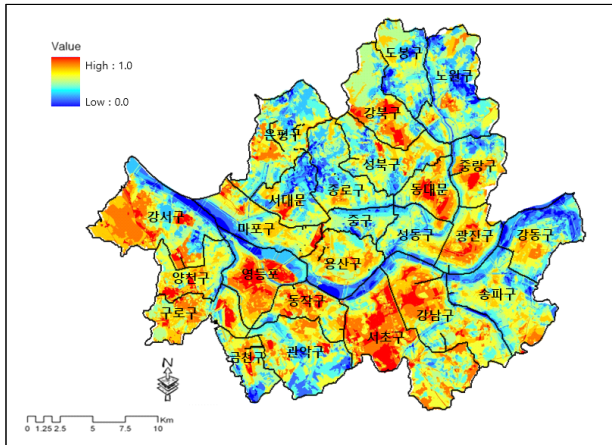 Value
High : 1.0
Low : 0.0
도봉구
노원구
강북구
은평구
성북구
중랑구
종로구
동대문
서대문
강서구
마포구
중구
성동구
광진구
강동구
용산구
양천구
영등포
송파구
동작구
강남구
구로구
서초구
금천구
관악구
N
0 1.25 2.5 5 7.5 10
Km